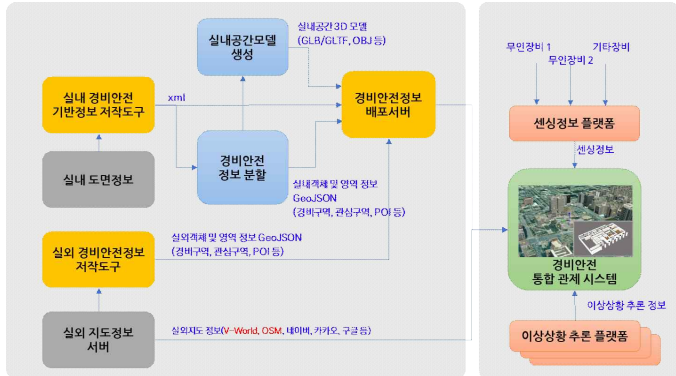 실내공간모델
생성
실내공간 3D 모델
(GLB/GLTF, OBJ 등)
실내 경비안전
기반정보 저작도구
xml
경비안전정보
배포서버
실내 도면정보
경비안전
정보 분할
실내객체 및 영역 정보
GeoJSON
(경비구역, 관심구역, POI 등)
실외 경비안전정보
저작도구
실외객체 및 영역 정보 GeoJSON
(경비구역, 관심구역, POI 등)
실외 지도정보
서버
실외지도 정보(V-World, OSM, 네이버, 카카오, 구글 등)
무인장비 1
무인장비 2
기타장비
센싱정보 플랫폼
센싱정보
경비안전
통합 관제 시스템
이상상황 추론 정보
이상상황 추론 플랫폼